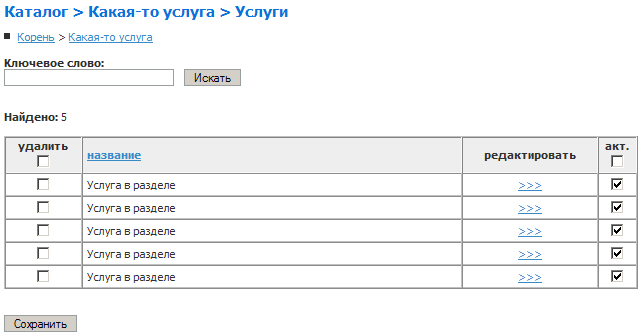 Каталог > Какая-то услуга > Услуги
Корень > Какая-то услуга
Ключевое слово:
Искать
Найдено: 5
удалить название редактировать акт.
Услуга в разделе >>>
Услуга в разделе >>>
Услуга в разделе >>>
Услуга в разделе >>>
Услуга в разделе >>>
Сохранить